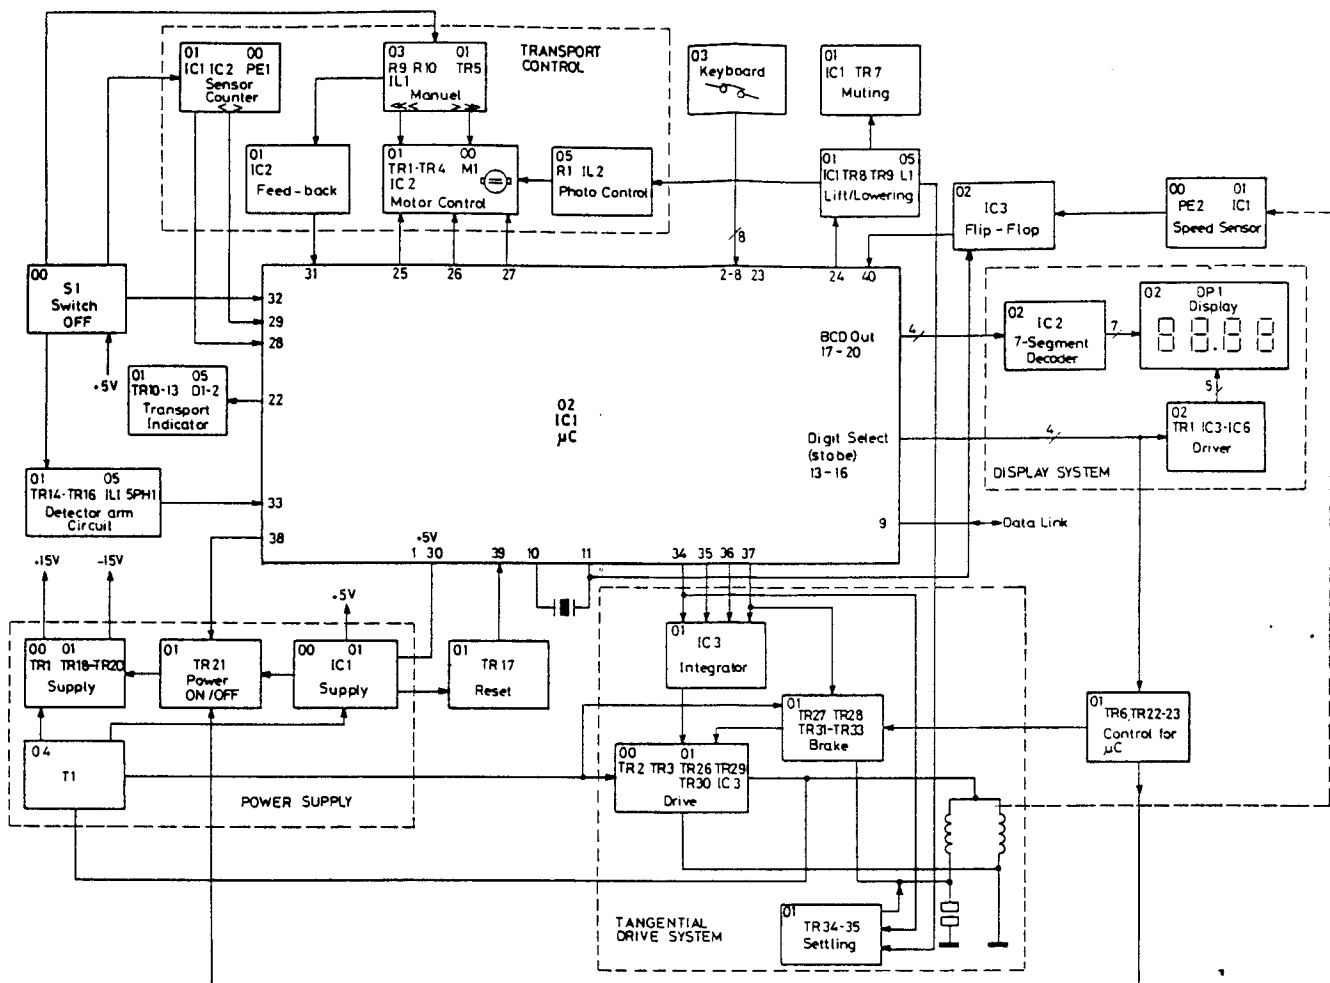 01 00
IC1 IC2 PE1
Sensor
Counter
< >
03 01
R9 R10 TR5
IL1
Manuel
≪< >≫
TRANSPORT
CONTROL
03
Keyboard
01
IC1 TR7
Muting
01
IC2
Feed-back
01 00
TR1-TR4 M1
IC2
Motor Control
05
R1 IL2
Photo Control
01 05
IC1 TR8 TR9 L1
Lift/Lowering
02
IC3
Flip-Flop
00 01
PE2 IC1
Speed Sensor
8
31 25 26 27 2-8 23 24 40
00
S1
Switch
OFF
+5V
32
29
28
22
33
38
01 05
TR10-13 D1-2
Transport
Indicator
01 05
TR14-TR16 IL1 5PH1
Detector arm
Circuit
02
IC1
µC
BCD Out
17-20
4
02
IC2
7-Segment
Decoder
7
02 DP1
Display
88.88
5
Digit Select
(stobe)
13-16
4
02
TR1 IC3-IC6
Driver
DISPLAY SYSTEM
9
Data Link
+5V
1 30 39 10 11 34 35 36 37
+15V -15V
+5V
00 01
TR1 TR18-TR20
Supply
01
TR21
Power
ON/OFF
00 01
IC1
Supply
01
TR17
Reset
04
T1
POWER SUPPLY
01
IC3
Integrator
01
TR27 TR28
TR31-TR33
Brake
00 01
TR2 TR3 TR26 TR29
TR30 IC3
Drive
01
TR6,TR22-23
Control for
µC
01
TR34-35
Settling
TANGENTIAL
DRIVE SYSTEM